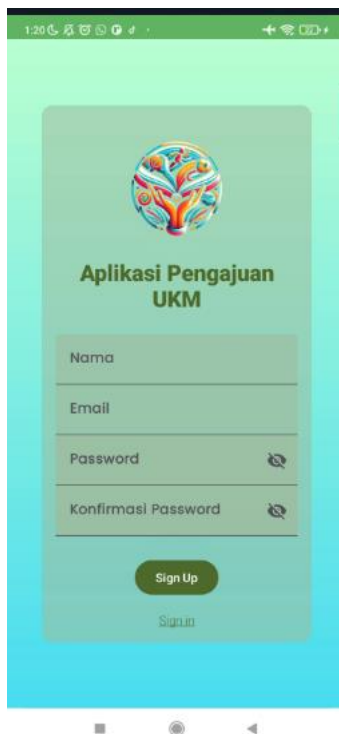 1:20
Aplikasi Pengajuan
UKM
Nama
Email
Password
Konfirmasi Password
Sign Up
Sign in